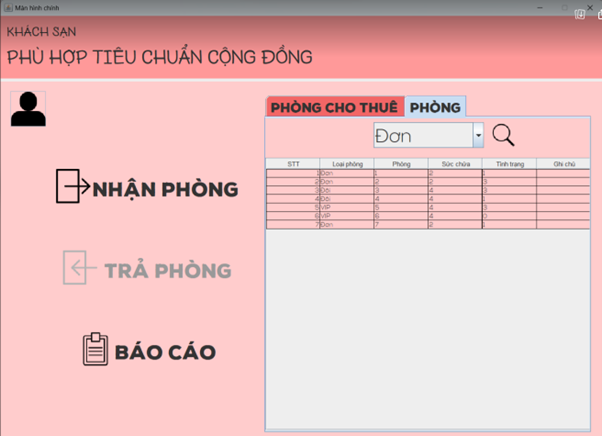 Màn hình chính
KHÁCH SẠN
PHÙ HỢP TIÊU CHUẨN CỘNG ĐỒNG
PHÒNG CHO THUÊ PHÒNG
Đơn
NHẬN PHÒNG
TRẢ PHÒNG
BÁO CÁO
STT Loại phòng Phòng Sức chứa Tình trạng Ghi chú
1 Đơn 1 2 1
2 Đơn 2 2 3
3 Đôi 3 4 3
4 Đôi 4 4 1
5 VIP 5 4 3
6 VIP 6 4 0
7 Đơn 7 2 1